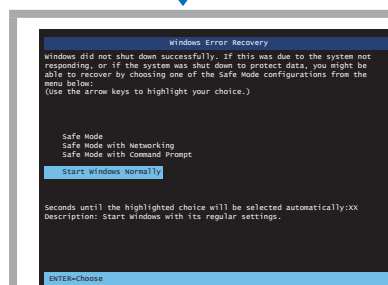 Windows Error Recovery
Windows did not shut down successfully. If this was due to the system not
responding, or if the system was shut down to protect data, you might be
able to recover by choosing one of the Safe Mode configurations from the
menu below:
(Use the arrow keys to highlight your choice.)
Safe Mode
Safe Mode with Networking
Safe Mode with Command Prompt
Start Windows Normally
Seconds until the highlighted choice will be selected automatically:XX
Description: Start Windows with its regular settings.
ENTER=Choose